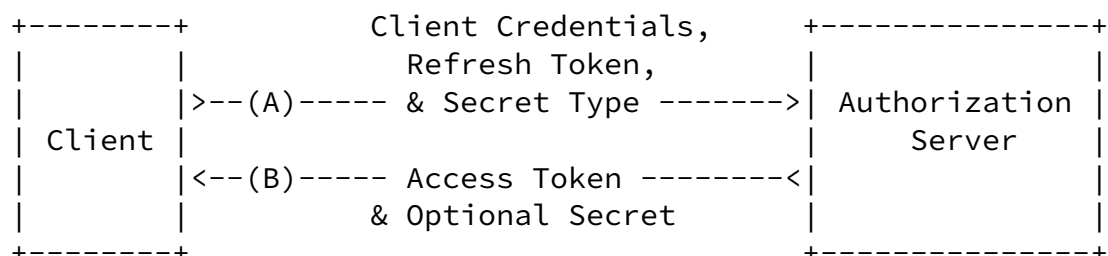 +--------+          Client Credentials,     +---------------+
|        |            Refresh Token,        |               |
|        |>--(A)----- & Secret Type ------->| Authorization |
| Client |                                  |     Server    |
|        |<--(B)----- Access Token --------<|               |
|        |          & Optional Secret       |               |
+--------+                                  +---------------+